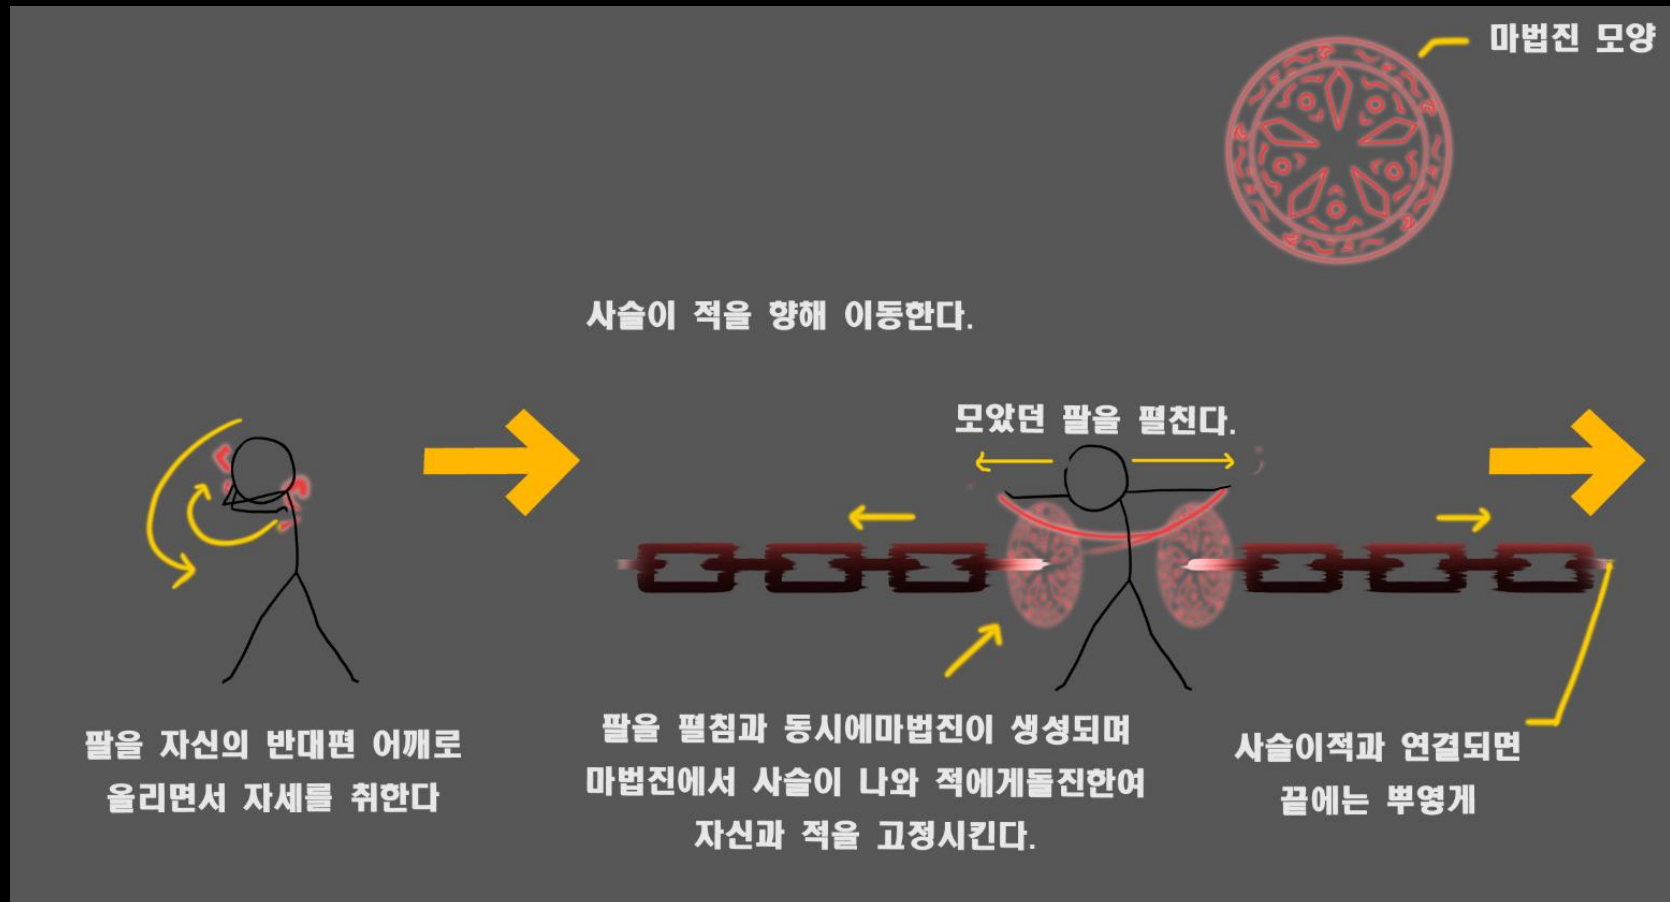 마법진 모양
사슬이 적을 향해 이동한다.
모았던 팔을 펼친다.
팔을 자신의 반대편 어깨로
올리면서 자세를 취한다
팔을 펼침과 동시에마법진이 생성되며
마법진에서 사슬이 나와 적에게돌진한여
자신과 적을 고정시킨다.
사슬이적과 연결되면
끝에는 뿌영게